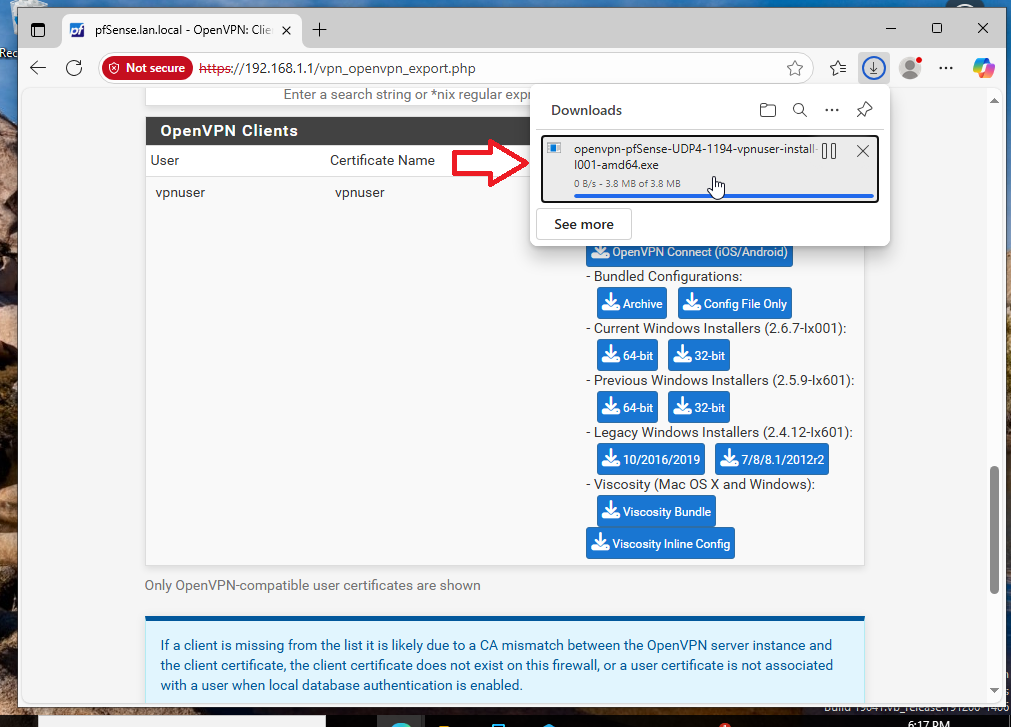 Rec
pfSense.lan.local - OpenVPN: Clie
Not secure https://192.168.1.1/vpn_openvpn_export.php
Enter a search string or *nix regular expr
Downloads
openvpn-pfSense-UDP4-1194-vpnuser-install-
I001-amd64.exe
0 B/s - 3.8 MB of 3.8 MB
See more
OpenVPN Clients
User Certificate Name
vpnuser vpnuser
OpenVPN Connect (iOS/Android)
- Bundled Configurations:
Archive Config File Only
- Current Windows Installers (2.6.7-Ix001):
64-bit 32-bit
- Previous Windows Installers (2.5.9-Ix601):
64-bit 32-bit
- Legacy Windows Installers (2.4.12-Ix601):
10/2016/2019 7/8/8.1/2012r2
- Viscosity (Mac OS X and Windows):
Viscosity Bundle
Viscosity Inline Config
Only OpenVPN-compatible user certificates are shown
If a client is missing from the list it is likely due to a CA mismatch between the OpenVPN server instance and
the client certificate, the client certificate does not exist on this firewall, or a user certificate is not associated
with a user when local database authentication is enabled.
6:17 PM